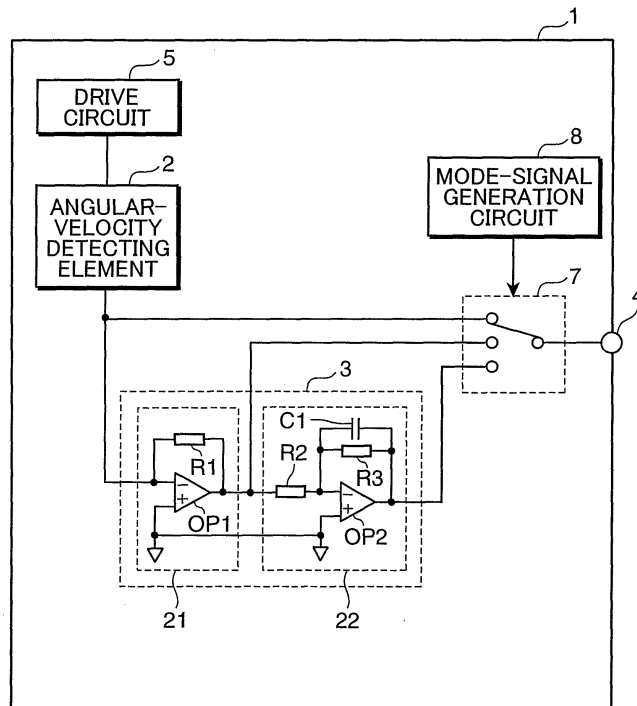 1
5
DRIVE
CIRCUIT
2
ANGULAR-
VELOCITY
DETECTING
ELEMENT
8
MODE-SIGNAL
GENERATION
CIRCUIT
7
4
3
C1
R1
R2
R3
-
+
OP1
-
+
OP2
21
22